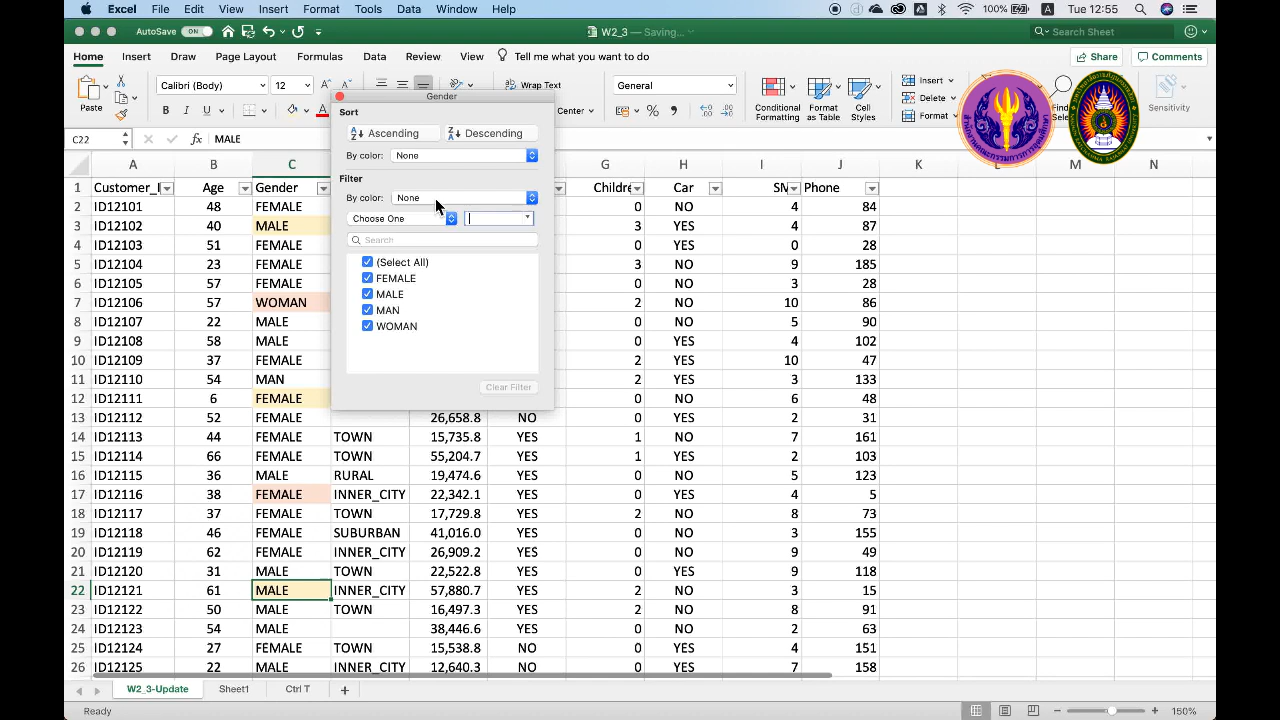 Excel File Edit View Insert Format Tools Data Window Help 100% A Tue 12:55
AutoSave ON W2_3 — Saving... Search Sheet
Home Insert Draw Page Layout Formulas Data Review View Tell me what you want to do Share Comments
Paste Calibri (Body) 12 A A Wrap Text General Conditional Formatting Format as Table Cell Styles Insert Sensitivity
B I U Center % Delete
Format
C22 fx MALE
Gender
Sort
Ascending Descending
By color: None
Filter
By color: None
Choose One
Search
(Select All)
FEMALE
MALE
MAN
WOMAN
Clear Filter
A B C G H I J M N
1 Customer_I Age Gender Childre Car SN Phone
2 ID12101 48 FEMALE 0 NO 4 84
3 ID12102 40 MALE 3 YES 4 87
4 ID12103 51 FEMALE 0 YES 0 28
5 ID12104 23 FEMALE 3 NO 9 185
6 ID12105 57 FEMALE 0 NO 3 28
7 ID12106 57 WOMAN 2 NO 10 86
8 ID12107 22 MALE 0 NO 5 90
9 ID12108 58 MALE 0 YES 4 102
10 ID12109 37 FEMALE 2 YES 10 47
11 ID12110 54 MAN 2 YES 3 133
12 ID12111 6 FEMALE 0 NO 6 48
13 ID12112 52 FEMALE 26,658.8 NO 0 YES 2 31
14 ID12113 44 FEMALE TOWN 15,735.8 YES 1 NO 7 161
15 ID12114 66 FEMALE TOWN 55,204.7 YES 1 YES 2 103
16 ID12115 36 MALE RURAL 19,474.6 YES 0 NO 5 123
17 ID12116 38 FEMALE INNER_CITY 22,342.1 YES 0 YES 4 5
18 ID12117 37 FEMALE TOWN 17,729.8 YES 2 NO 8 73
19 ID12118 46 FEMALE SUBURBAN 41,016.0 YES 0 NO 3 155
20 ID12119 62 FEMALE INNER_CITY 26,909.2 YES 0 NO 9 49
21 ID12120 31 MALE TOWN 22,522.8 YES 0 YES 9 118
22 ID12121 61 MALE INNER_CITY 57,880.7 YES 2 NO 3 15
23 ID12122 50 MALE TOWN 16,497.3 YES 2 NO 8 91
24 ID12123 54 MALE 38,446.6 YES 0 NO 2 63
25 ID12124 27 FEMALE TOWN 15,538.8 NO 0 YES 4 151
26 ID12125 22 MALE INNER_CITY 12,640.3 NO 2 YES 7 158
W2_3-Update Sheet1 Ctrl T +
Ready 150%